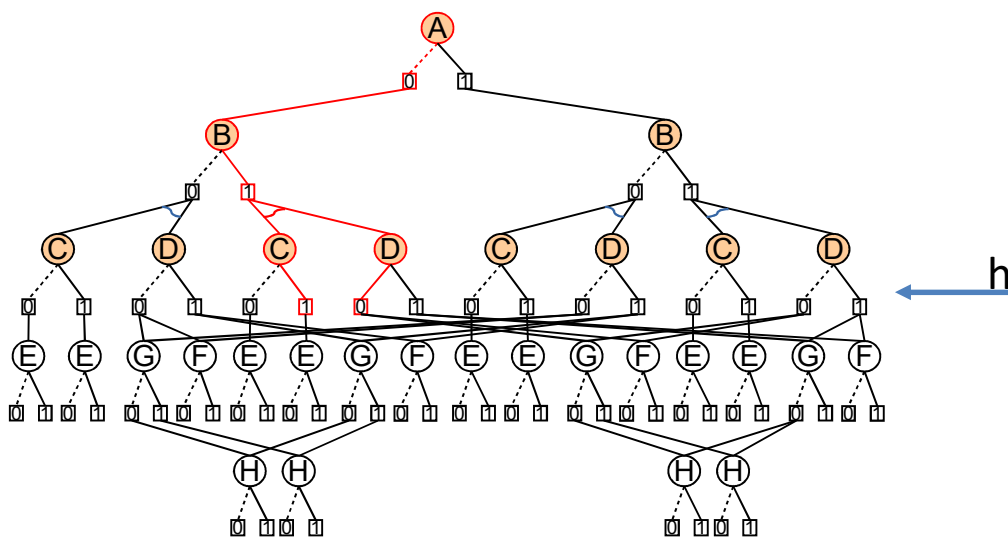 A
0 1
B B
0 1 0 1
C D C D C D C D
h
0 1 0 1 0 1 0 1 0 1 0 1 0 1 0 1
E E G F E E G F E E G F E E G F
0 1 0 1 0 1 0 1 0 1 0 1 0 1 0 1 0 1 0 1 0 1 0 1 0 1 0 1 0 1 0 1
H H H H
0 1 0 1 0 1 0 1